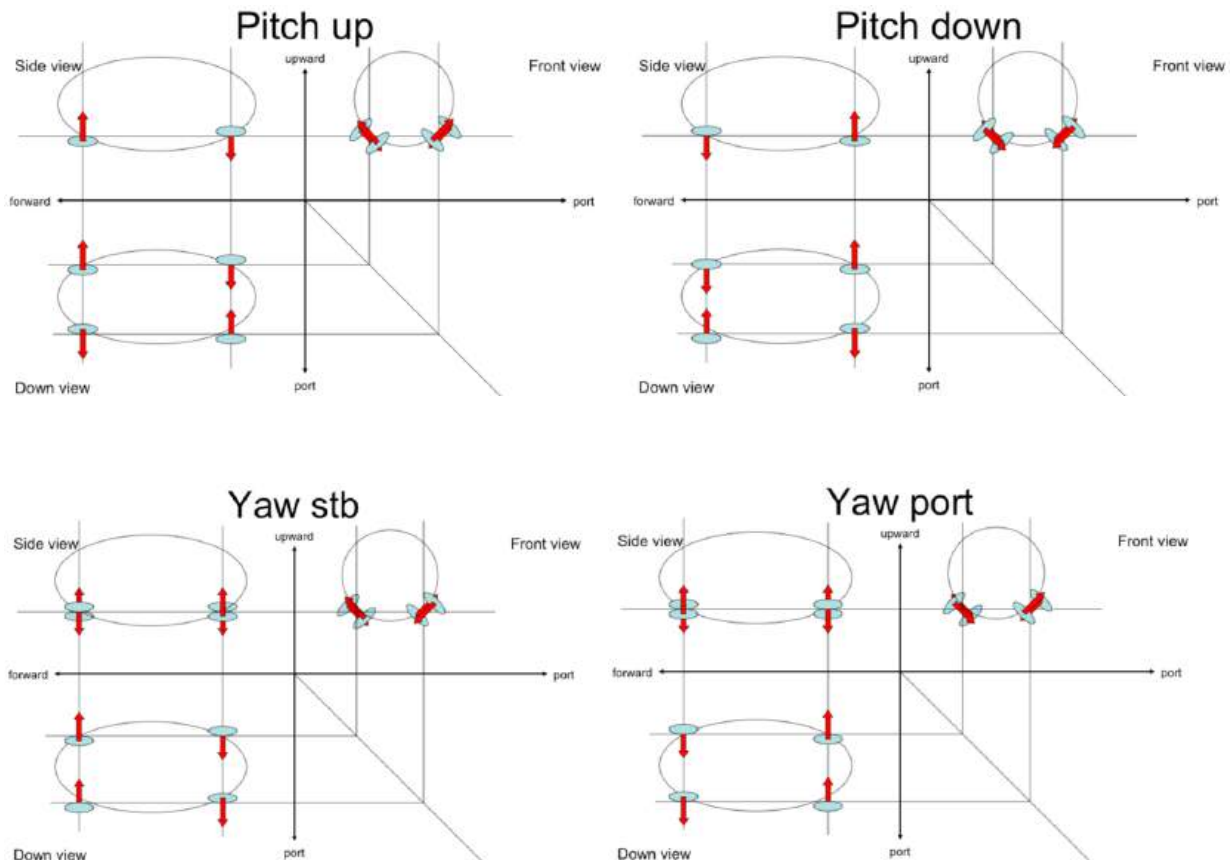 Pitch up
Side view
upward
Front view
forward
port
Down view
port
Pitch down
Side view
upward
Front view
forward
port
Down view
port
Yaw stb
Side view
upward
Front view
forward
port
Down view
port
Yaw port
Side view
upward
Front view
forward
port
Down view
port